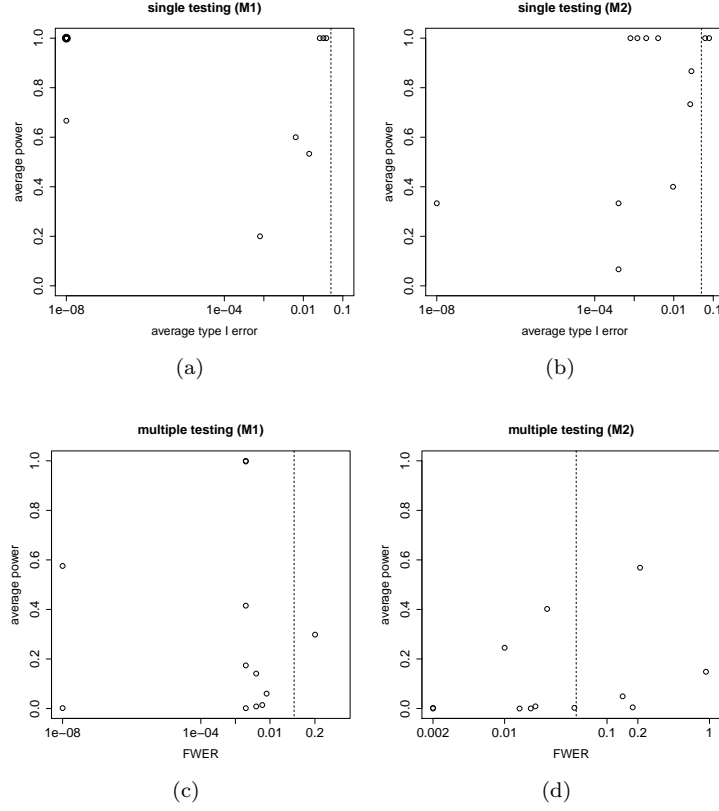 single testing (M1)
average power
0.0 0.2 0.4 0.6 0.8 1.0
1e−08 1e−04 0.01 0.1
average type I error
(a)
single testing (M2)
average power
0.0 0.2 0.4 0.6 0.8 1.0
1e−08 1e−04 0.01 0.1
average type I error
(b)
multiple testing (M1)
average power
0.0 0.2 0.4 0.6 0.8 1.0
1e−08 1e−04 0.01 0.2
FWER
(c)
multiple testing (M2)
average power
0.0 0.2 0.4 0.6 0.8 1.0
0.002 0.01 0.1 0.2 1
FWER
(d)